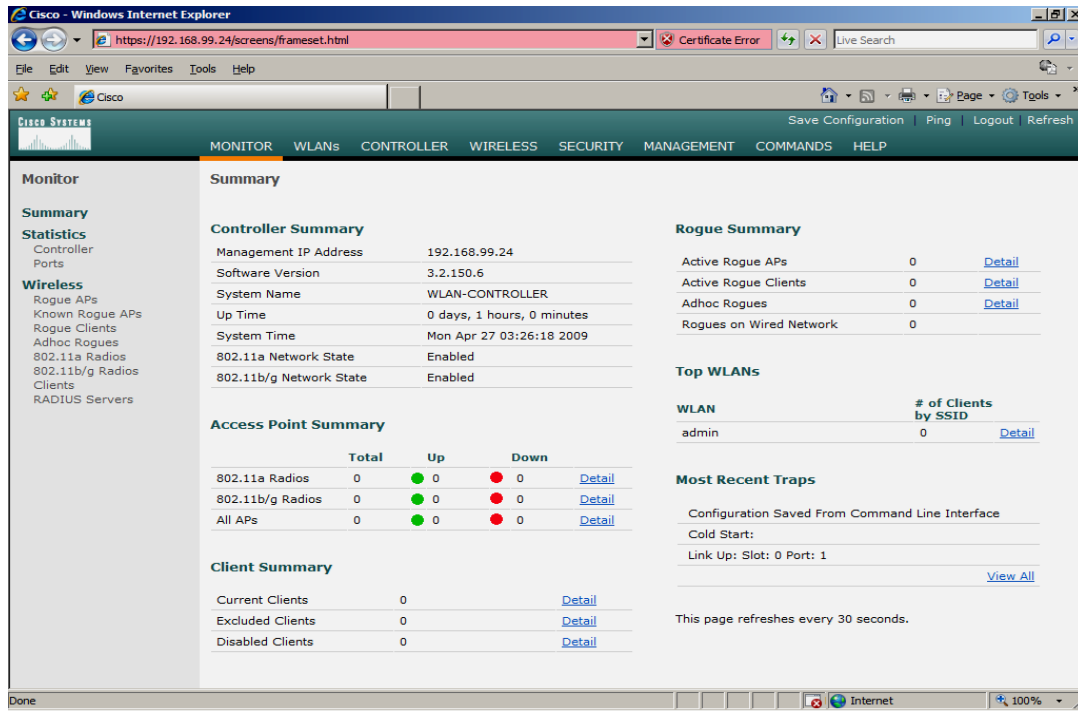 Cisco - Windows Internet Explorer
https://192.168.99.24/screens/frameset.html
Certificate Error
Live Search
File Edit View Favorites Tools Help
Cisco
Page Tools
CISCO SYSTEMS
Save Configuration | Ping | Logout | Refresh
MONITOR WLANs CONTROLLER WIRELESS SECURITY MANAGEMENT COMMANDS HELP
Monitor
Summary
Statistics
Controller
Ports
Wireless
Rogue APs
Known Rogue APs
Rogue Clients
Adhoc Rogues
802.11a Radios
802.11b/g Radios
Clients
RADIUS Servers
Summary
Controller Summary
Management IP Address 192.168.99.24
Software Version 3.2.150.6
System Name WLAN-CONTROLLER
Up Time 0 days, 1 hours, 0 minutes
System Time Mon Apr 27 03:26:18 2009
802.11a Network State Enabled
802.11b/g Network State Enabled
Access Point Summary
Total Up Down
802.11a Radios 0 0 0 Detail
802.11b/g Radios 0 0 0 Detail
All APs 0 0 0 Detail
Client Summary
Current Clients 0 Detail
Excluded Clients 0 Detail
Disabled Clients 0 Detail
Rogue Summary
Active Rogue APs 0 Detail
Active Rogue Clients 0 Detail
Adhoc Rogues 0 Detail
Rogues on Wired Network 0
Top WLANs
WLAN # of Clients
by SSID
admin 0 Detail
Most Recent Traps
Configuration Saved From Command Line Interface
Cold Start:
Link Up: Slot: 0 Port: 1
View All
This page refreshes every 30 seconds.
Done
Internet
100%